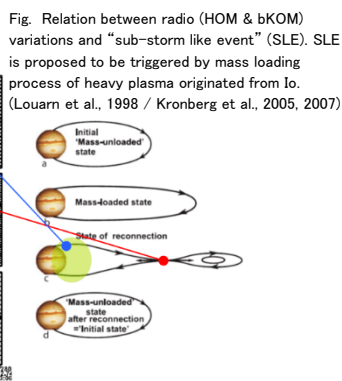 Fig. Relation between radio (HOM & bKOM)
variations and “sub-storm like event” (SLE). SLE
is proposed to be triggered by mass loading
process of heavy plasma originated from Io.
(Louarn et al., 1998 / Kronberg et al., 2005, 2007)
Initial
'Mass-unloaded'
state
a
Mass-loaded state
b
State of reconnection
c
'Mass-unloaded'
state
after reconnection
='Initial state'
d